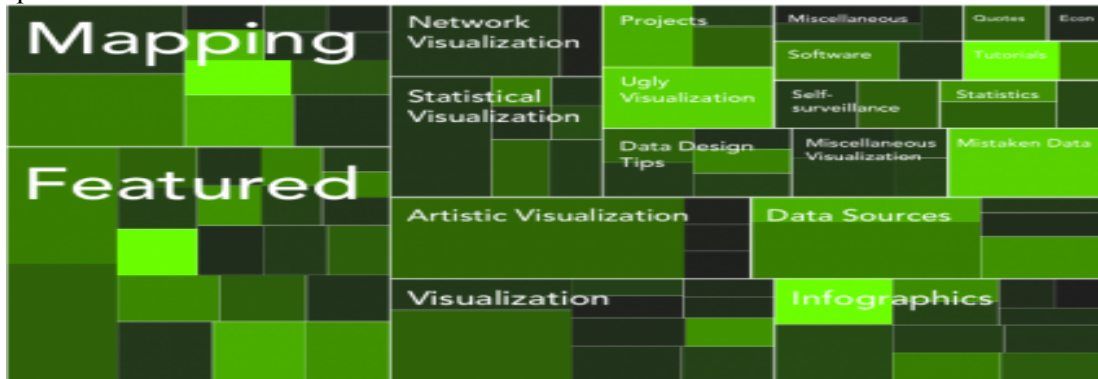 Mapping
Network
Visualization
Projects
Miscellaneous
Quotes
Econ
Software
Tutorials
Statistical
Visualization
Ugly
Visualization
Self-
surveillance
Statistics
Featured
Data Design
Tips
Miscellaneous
Visualization
Mistaken Data
Artistic Visualization
Data Sources
Visualization
Infographics